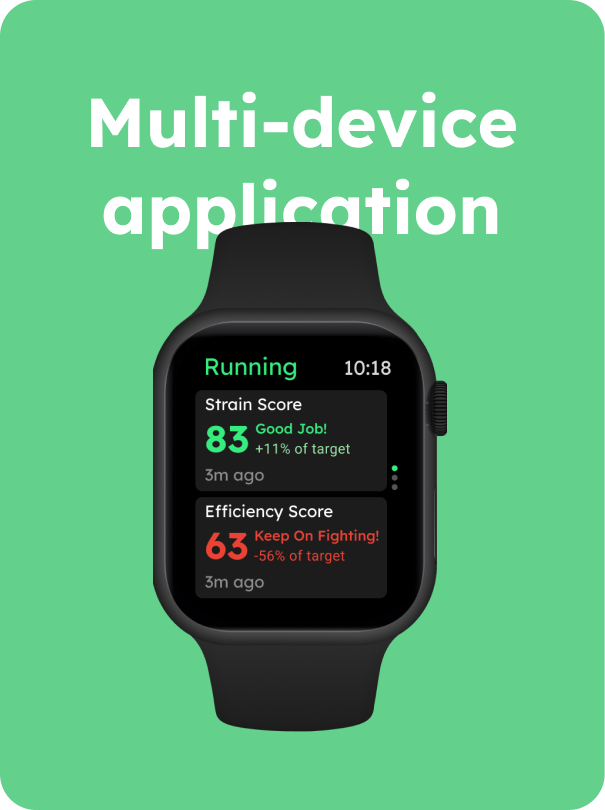 Multi-device
application
Running 10:18
Strain Score
83 Good Job!
+11% of target
3m ago
Efficiency Score
63 Keep On Fighting!
-56% of target
3m ago